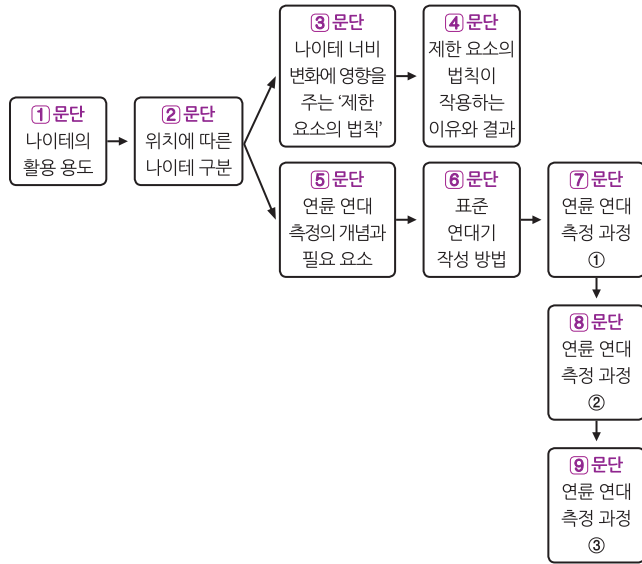 1 문단
나이테의
활용 용도
2 문단
위치에 따른
나이테 구분
3 문단
나이테 너비
변화에 영향을
주는 ‘제한
요소의 법칙’
4 문단
제한 요소의
법칙이
작용하는
이유와 결과
5 문단
연륜 연대
측정의 개념과
필요 요소
6 문단
표준
연대기
작성 방법
7 문단
연륜 연대
측정 과정
①
8 문단
연륜 연대
측정 과정
②
9 문단
연륜 연대
측정 과정
③